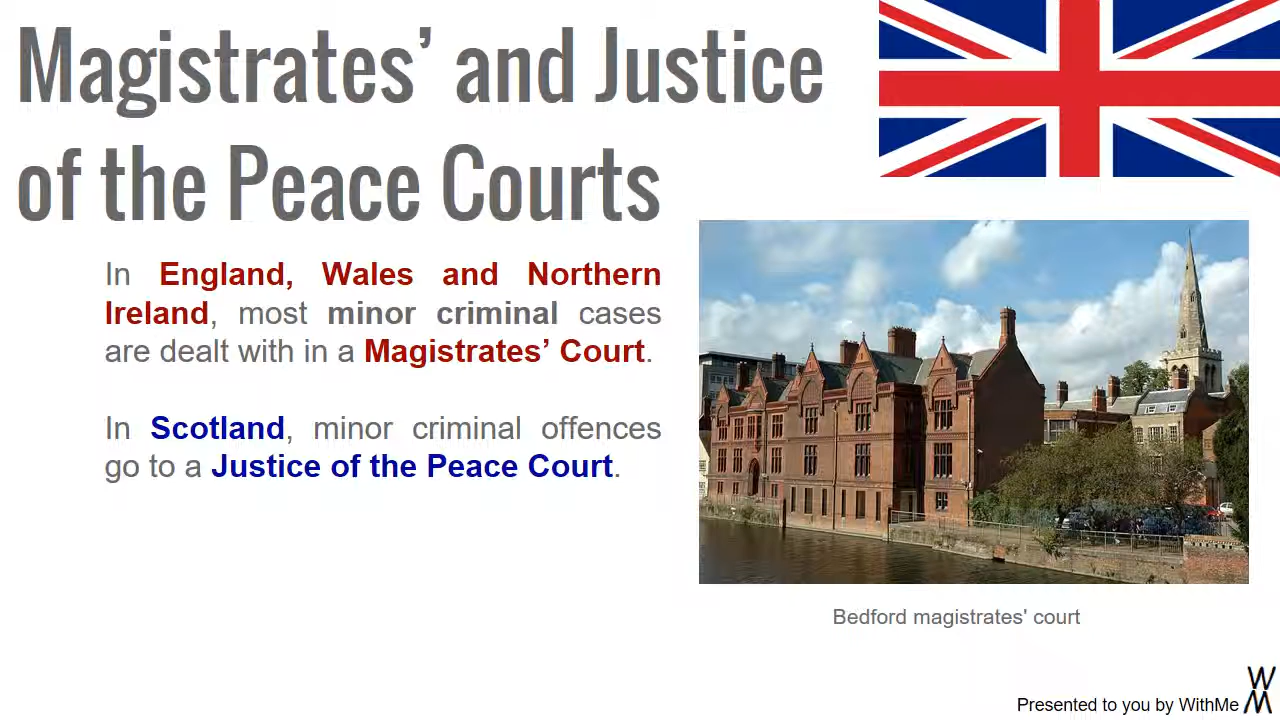 Magistrates’ and Justice
of the Peace Courts
In England, Wales and Northern
Ireland, most minor criminal cases
are dealt with in a Magistrates’ Court.
In Scotland, minor criminal offences
go to a Justice of the Peace Court.
Bedford magistrates' court
Presented to you by WithMe
W
M